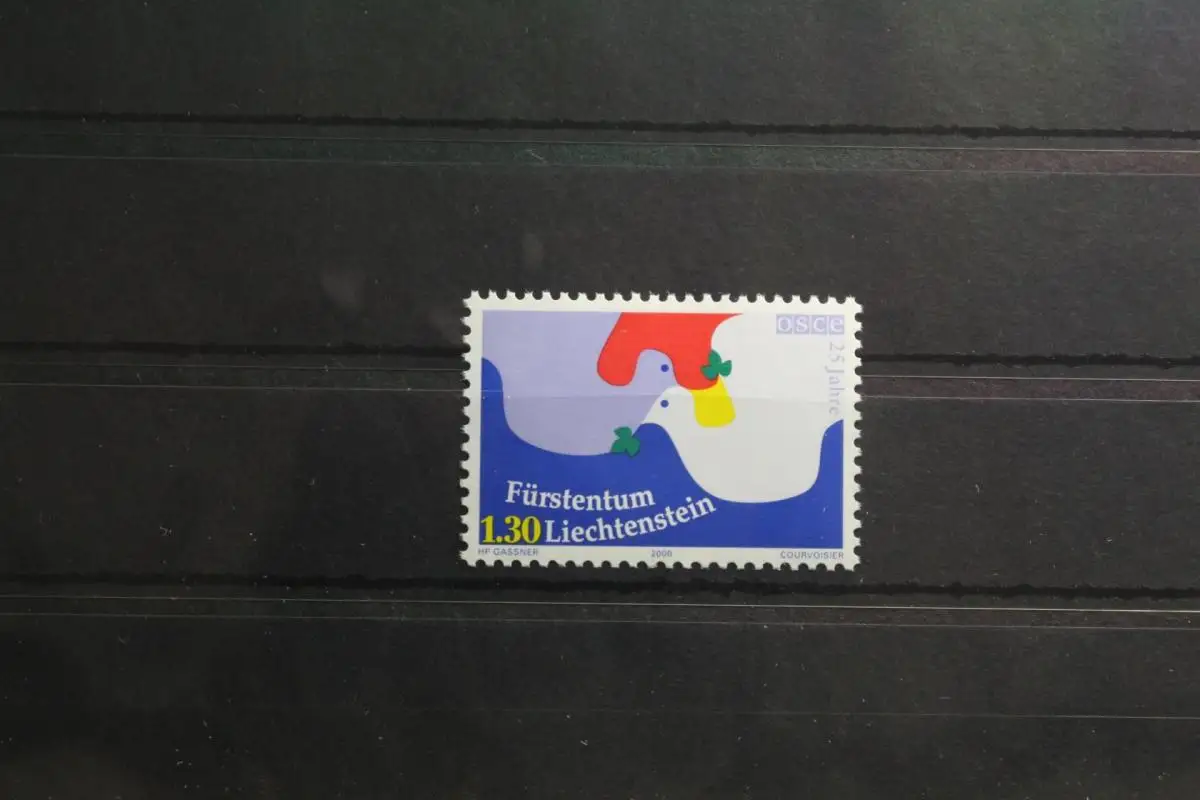 osce
25 Jahre
Fürstentum
1.30 Liechtenstein
HP GASSNER 2000 COURVOISIER